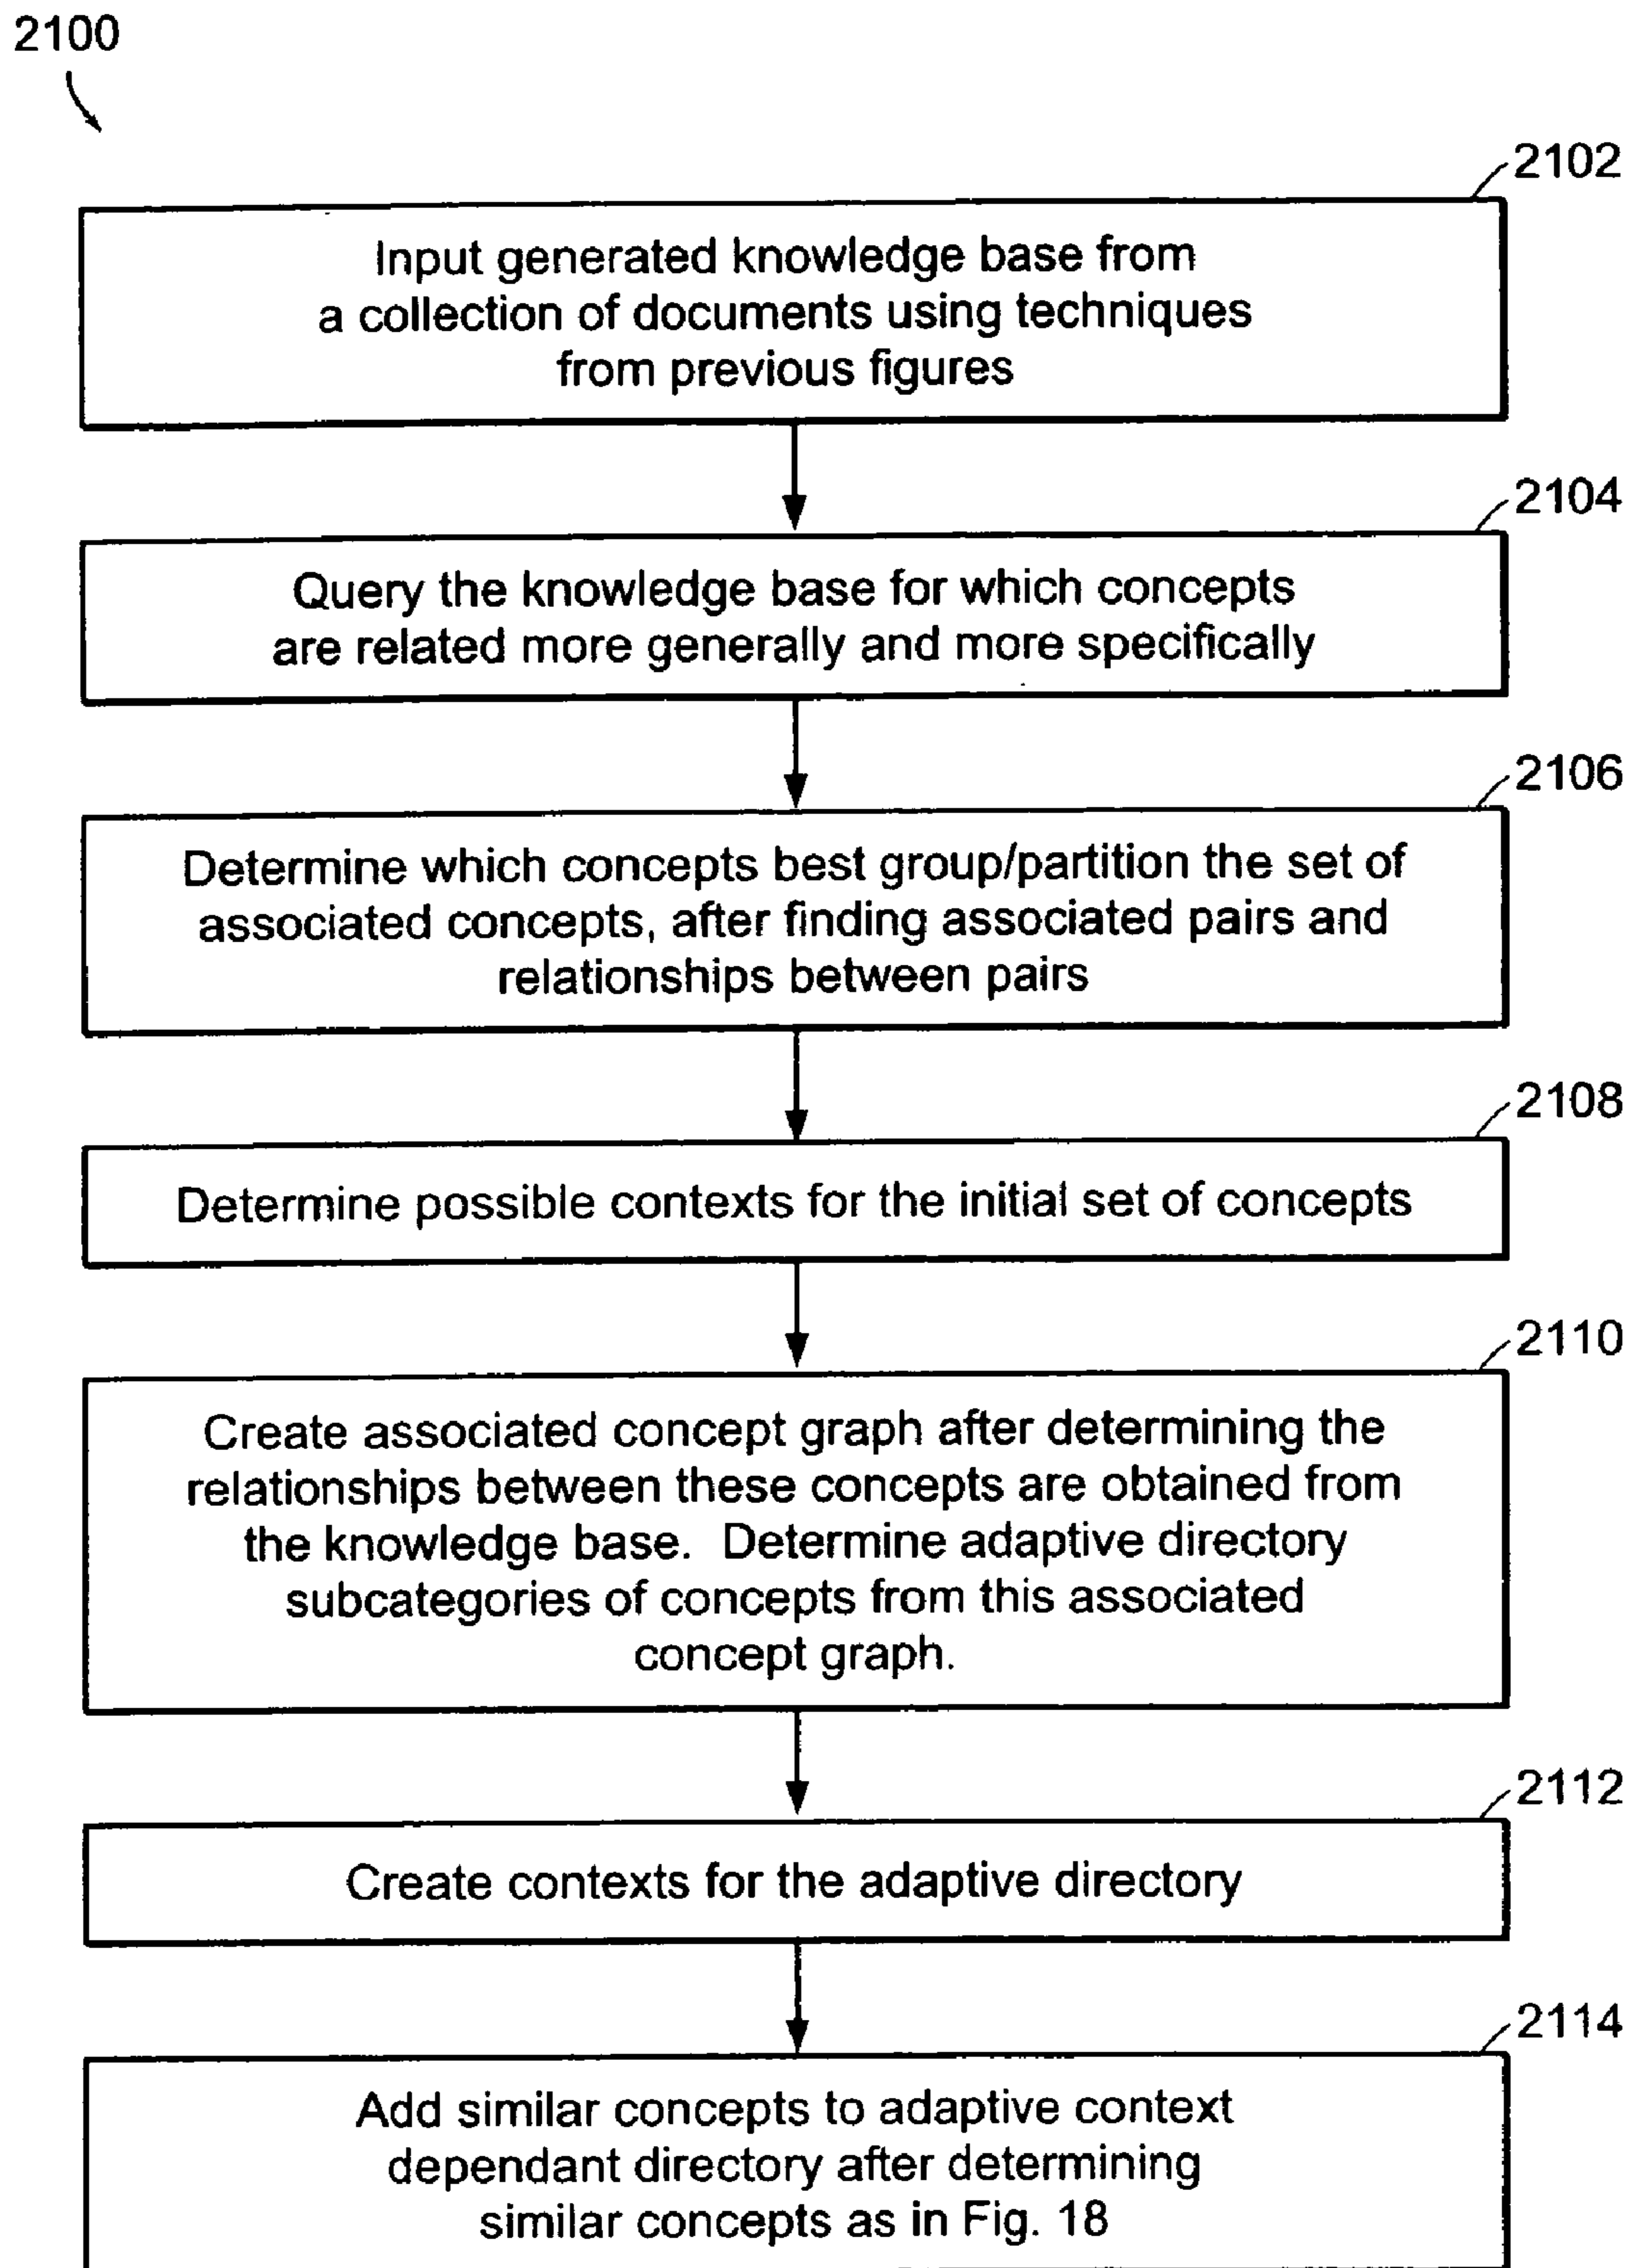 2100
2102
Input generated knowledge base from
a collection of documents using techniques
from previous figures
2104
Query the knowledge base for which concepts
are related more generally and more specifically
2106
Determine which concepts best group/partition the set of
associated concepts, after finding associated pairs and
relationships between pairs
2108
Determine possible contexts for the initial set of concepts
2110
Create associated concept graph after determining the
relationships between these concepts are obtained from
the knowledge base. Determine adaptive directory
subcategories of concepts from this associated
concept graph.
2112
Create contexts for the adaptive directory
2114
Add similar concepts to adaptive context
dependant directory after determining
similar concepts as in Fig. 18